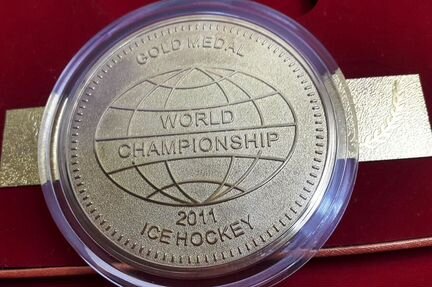 GOLD MEDAL
WORLD
CHAMPIONSHIP
2011
ICE HOCKEY